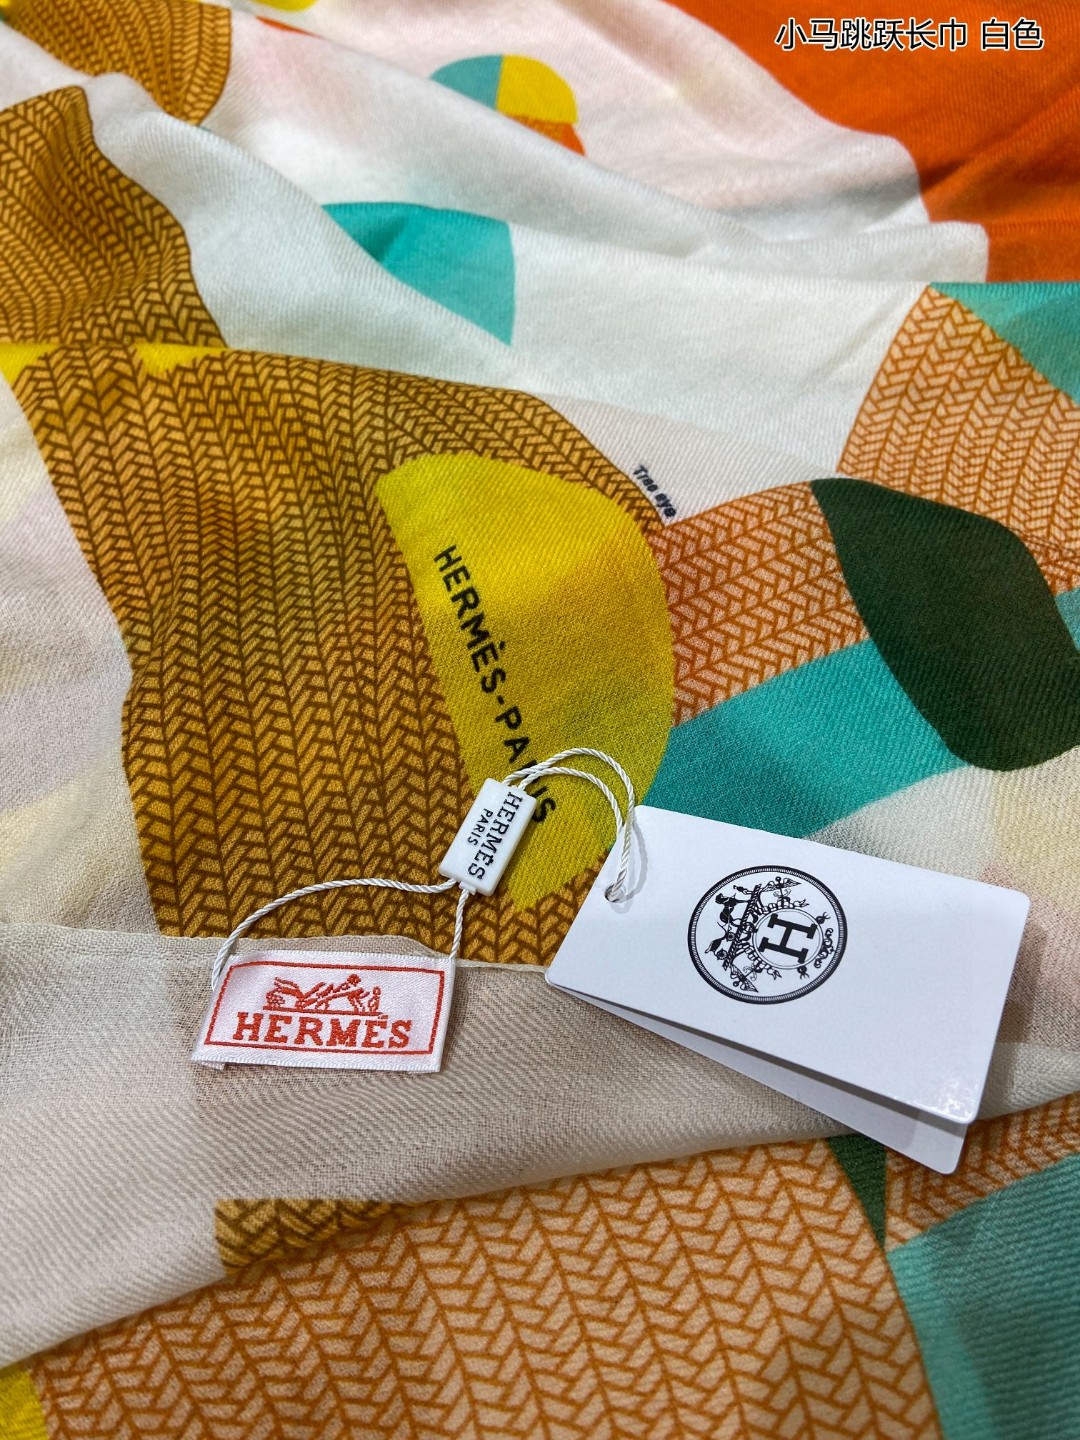 小马跳跃长巾 白色
Tree eye
HERMÈS-PARIS
HERMÈS
PARIS
H
HERMÈS